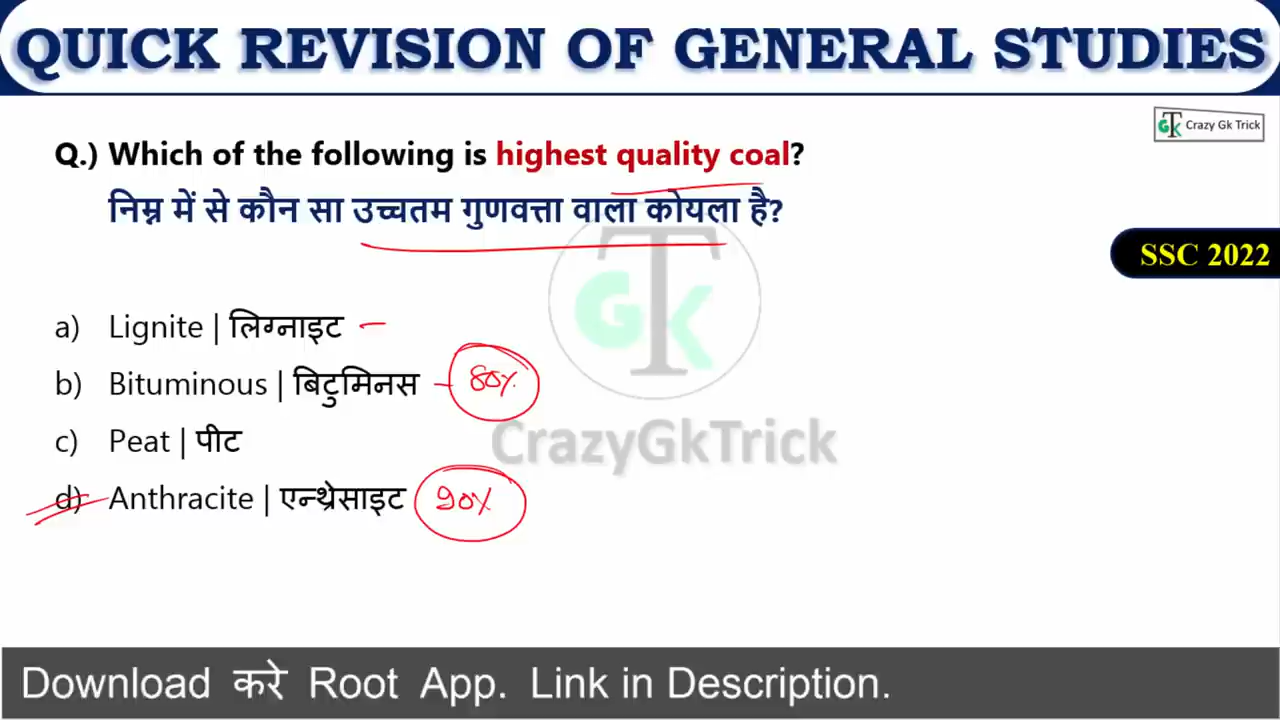 QUICK REVISION OF GENERAL STUDIES
Crazy Gk Trick
Q.) Which of the following is highest quality coal?
निम्न में से कौन सा उच्चतम गुणवत्ता वाला कोयला है?
SSC 2022
a) Lignite | लिग्नाइट
b) Bituminous | बिटुमिनस 80%
c) Peat | पीट
CrazyGkTrick
d) Anthracite | एन्थ्रेसाइट 90%
Download करे Root App. Link in Description.